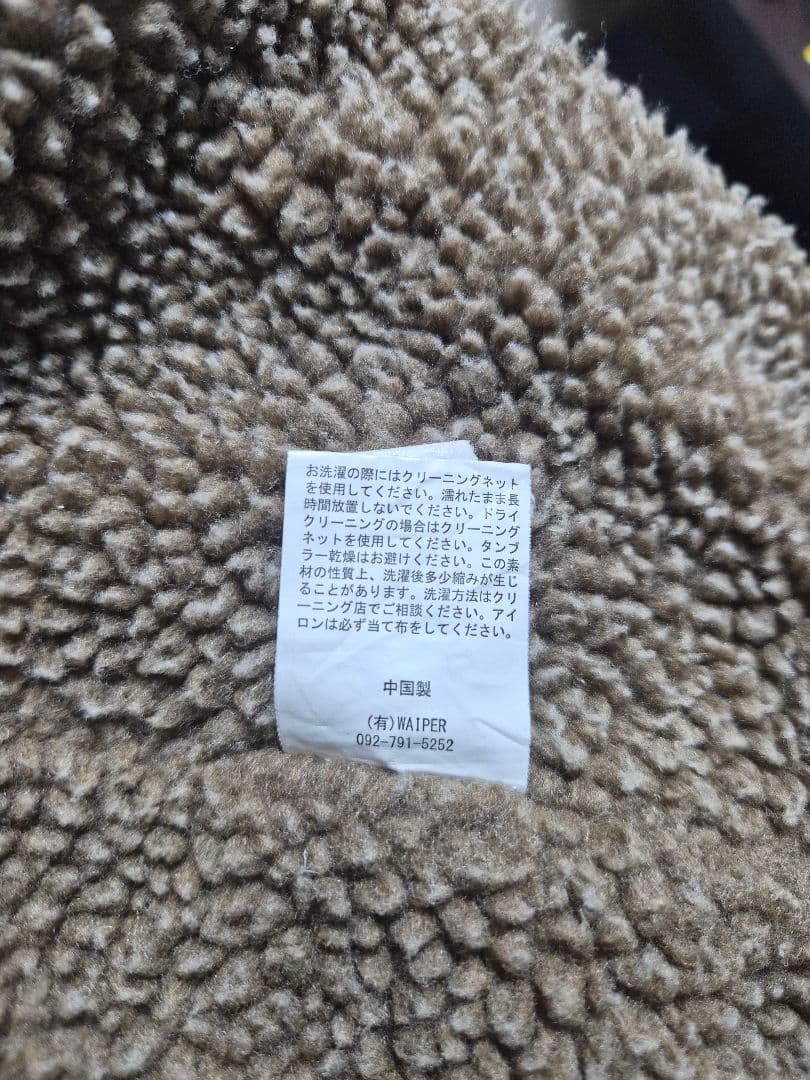 お洗濯の際にはクリーニングネット
を使用してください。濡れたまま長
時間放置しないでください。ドライ
クリーニングの場合はクリーニング
ネットを使用してください。タンブ
ラー乾燥はお避けください。この素
材の性質上、洗濯後多少縮みが生じ
ることがあります。洗濯方法はクリ
ーニング店でご相談ください。アイ
ロンは必ず当て布をしてください。
中国製
(有)WAIPER
092-791-5252